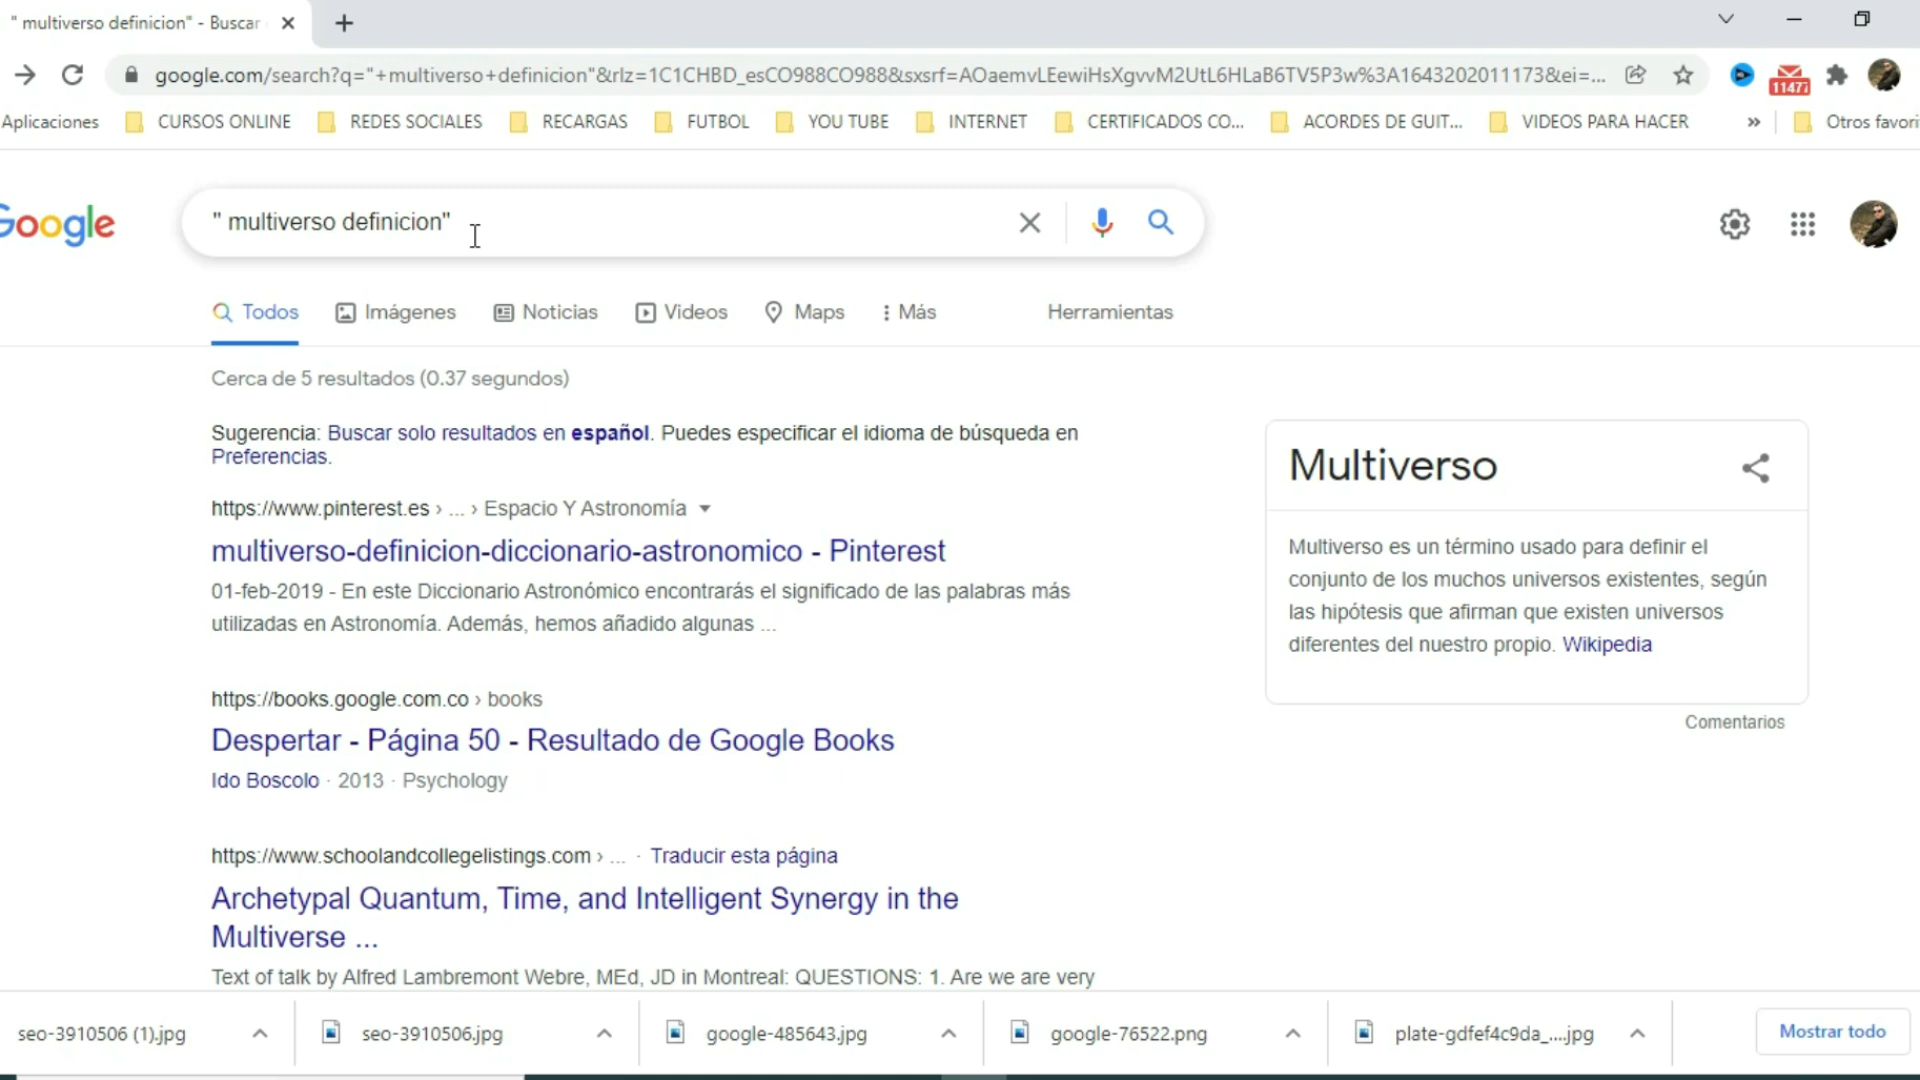 " multiverso definicion" - Buscar
google.com/search?q="+multiverso+definicion"&rlz=1C1CHBD_esCO988CO988&sxsrf=AOaemvLEewiHsXgvvM2UtL6HLaB6TV5P3w%3A1643202011173&ei=...
11477
Aplicaciones CURSOS ONLINE REDES SOCIALES RECARGAS FUTBOL YOU TUBE INTERNET CERTIFICADOS CO... ACORDES DE GUIT... VIDEOS PARA HACER » Otros favori
Google
" multiverso definicion"
Todos Imágenes Noticias Videos Maps Más Herramientas
Cerca de 5 resultados (0.37 segundos)
Sugerencia: Buscar solo resultados en español. Puedes especificar el idioma de búsqueda en
Preferencias.
https://www.pinterest.es › ... › Espacio Y Astronomía
multiverso-definicion-diccionario-astronomico - Pinterest
01-feb-2019 - En este Diccionario Astronómico encontrarás el significado de las palabras más
utilizadas en Astronomía. Además, hemos añadido algunas ...
https://books.google.com.co › books
Despertar - Página 50 - Resultado de Google Books
Ido Boscolo · 2013 · Psychology
https://www.schoolandcollegelistings.com › ... · Traducir esta página
Archetypal Quantum, Time, and Intelligent Synergy in the
Multiverse ...
Text of talk by Alfred Lambremont Webre, MEd, JD in Montreal: QUESTIONS: 1. Are we are very
Multiverso
Multiverso es un término usado para definir el
conjunto de los muchos universos existentes, según
las hipótesis que afirman que existen universos
diferentes del nuestro propio. Wikipedia
Comentarios
seo-3910506 (1).jpg seo-3910506.jpg google-485643.jpg google-76522.png plate-gdfef4c9da_....jpg Mostrar todo